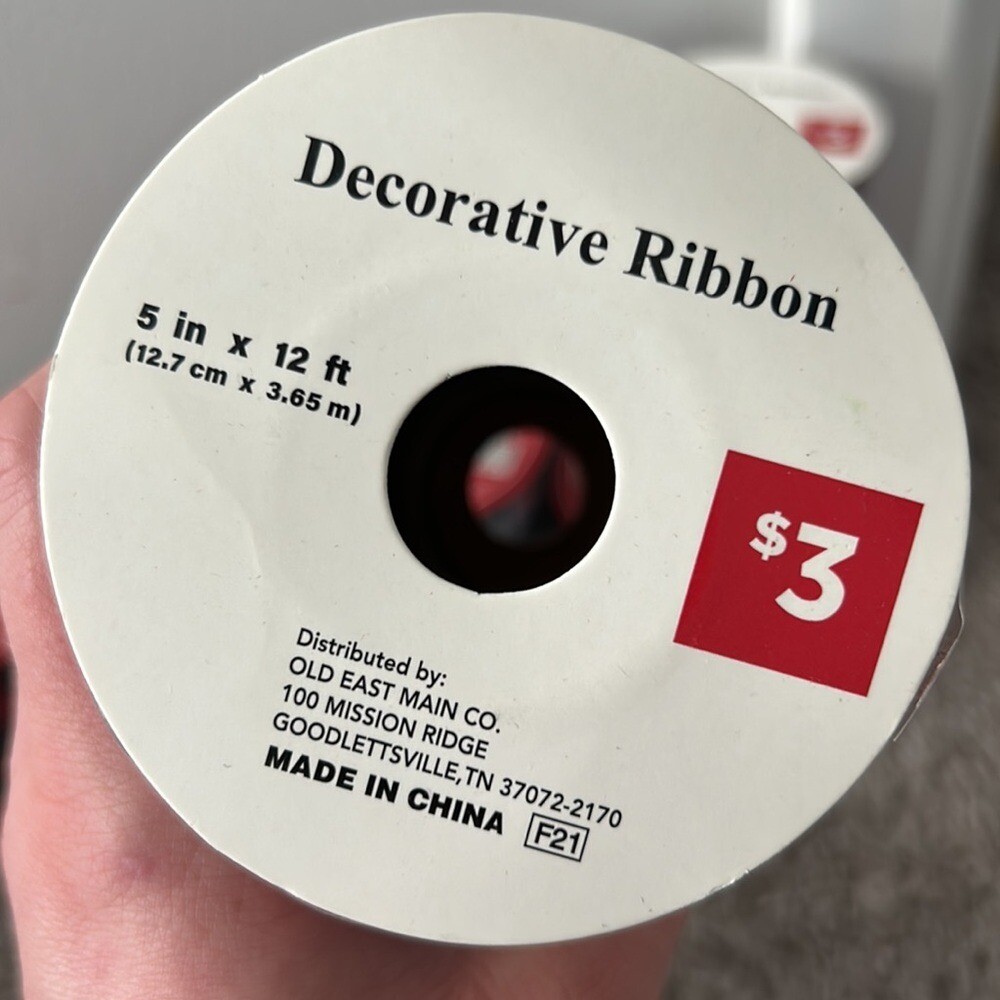 Decorative Ribbon
5 in x 12 ft
(12.7 cm x 3.65 m)
$3
Distributed by:
OLD EAST MAIN CO.
100 MISSION RIDGE
GOODLETTSVILLE,TN 37072-2170
MADE IN CHINA F21